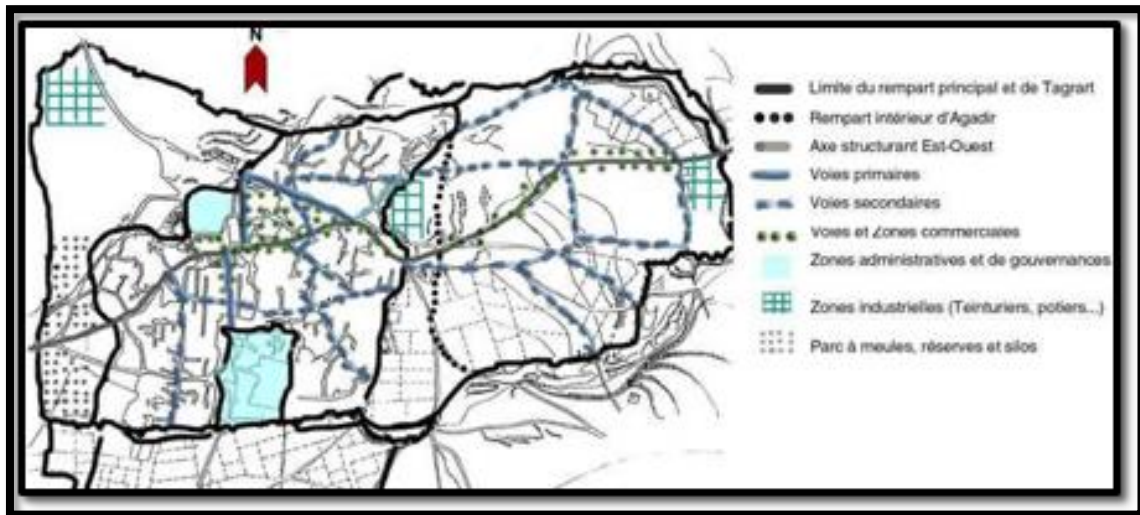 N
Limite du rempart principal et de Tagrart
Rempart intérieur d'Agadir
Axe structurant Est-Ouest
Voies primaires
Voies secondaires
Voies et Zones commerciales
Zones administratives et de gouvernances
Zones industrielles (Teinturiers, potiers...)
Parc à meules, réserves et silos